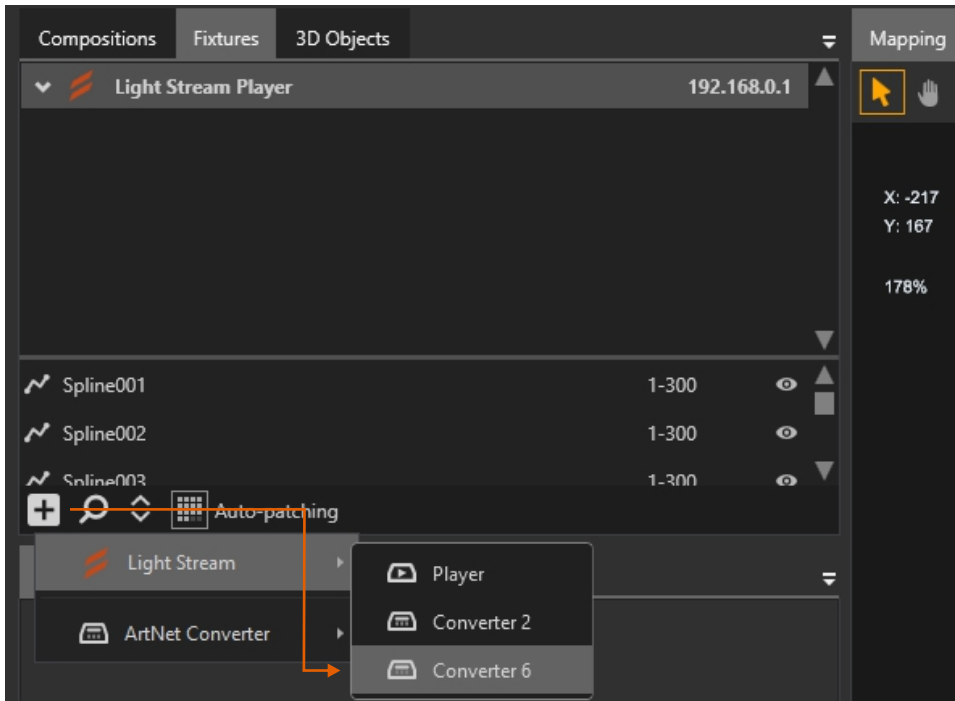 Compositions Fixtures 3D Objects Mapping
Light Stream Player 192.168.0.1
X: -217
Y: 167
178%
Spline001 1-300
Spline002 1-300
Spline003 1-300
Auto-patching
Light Stream
Player
Converter 2
ArtNet Converter
Converter 6